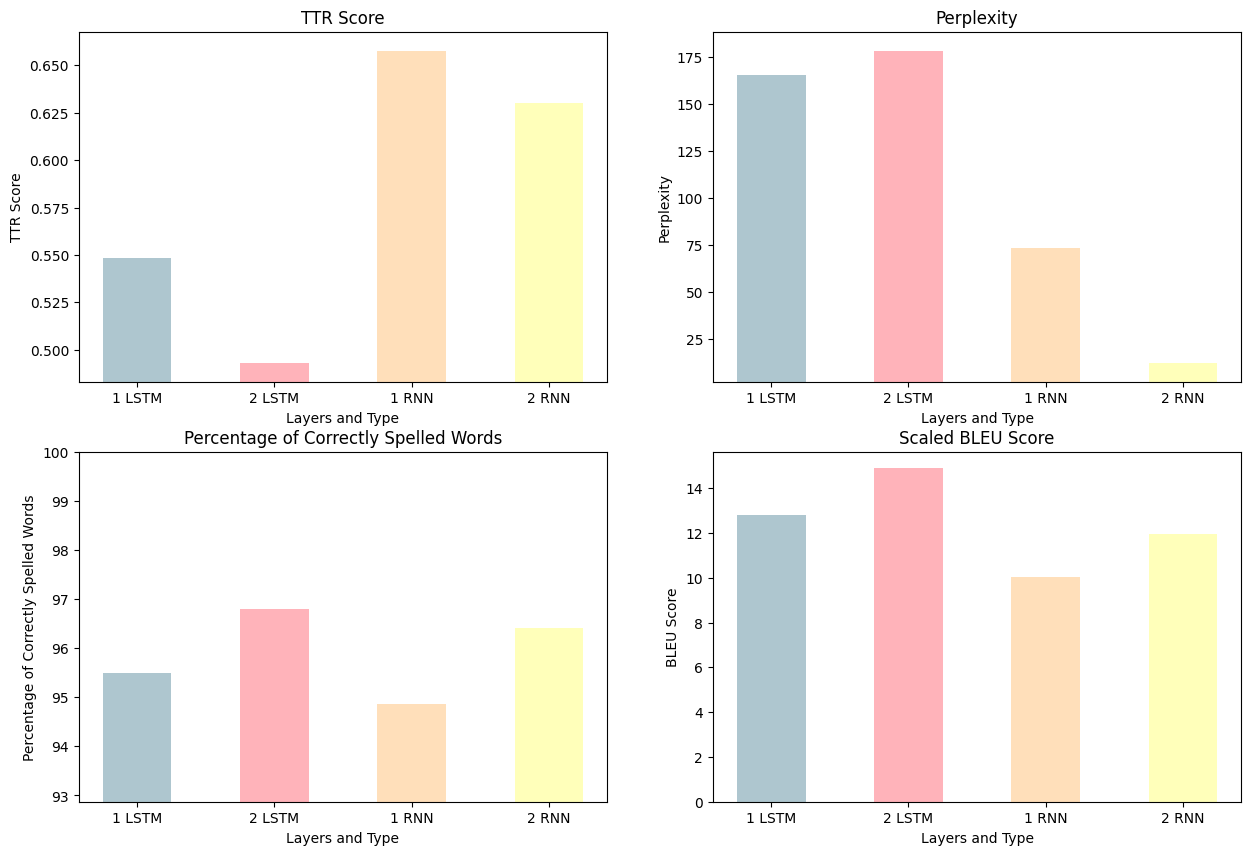 TTR Score
TTR Score
0.650
0.625
0.600
0.575
0.550
0.525
0.500
1 LSTM 2 LSTM 1 RNN 2 RNN
Layers and Type
Perplexity
Perplexity
175
150
125
100
75
50
25
1 LSTM 2 LSTM 1 RNN 2 RNN
Layers and Type
Percentage of Correctly Spelled Words
Percentage of Correctly Spelled Words
100
99
98
97
96
95
94
93
1 LSTM 2 LSTM 1 RNN 2 RNN
Layers and Type
Scaled BLEU Score
BLEU Score
14
12
10
8
6
4
2
0
1 LSTM 2 LSTM 1 RNN 2 RNN
Layers and Type